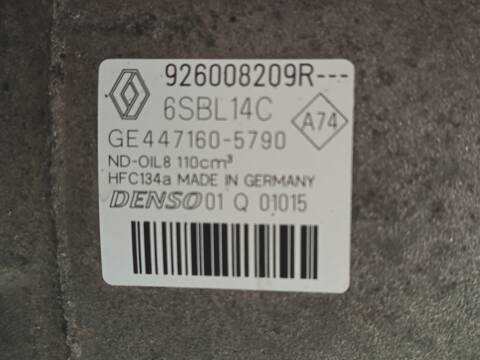 926008209R---
6SBL14C
A74
GE447160-5790
ND-OIL8 110cm³
HFC134a MADE IN GERMANY
DENSO 01 Q 01015